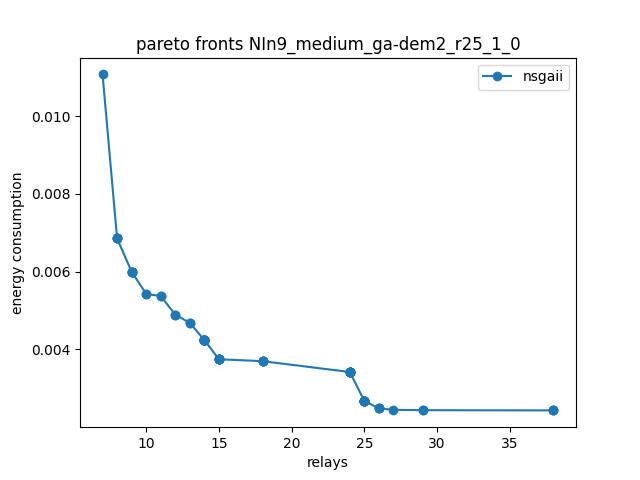 pareto fronts NIn9_medium_ga-dem2_r25_1_0
nsgaii
0.010
0.008
0.006
0.004
energy consumption
10 15 20 25 30 35
relays